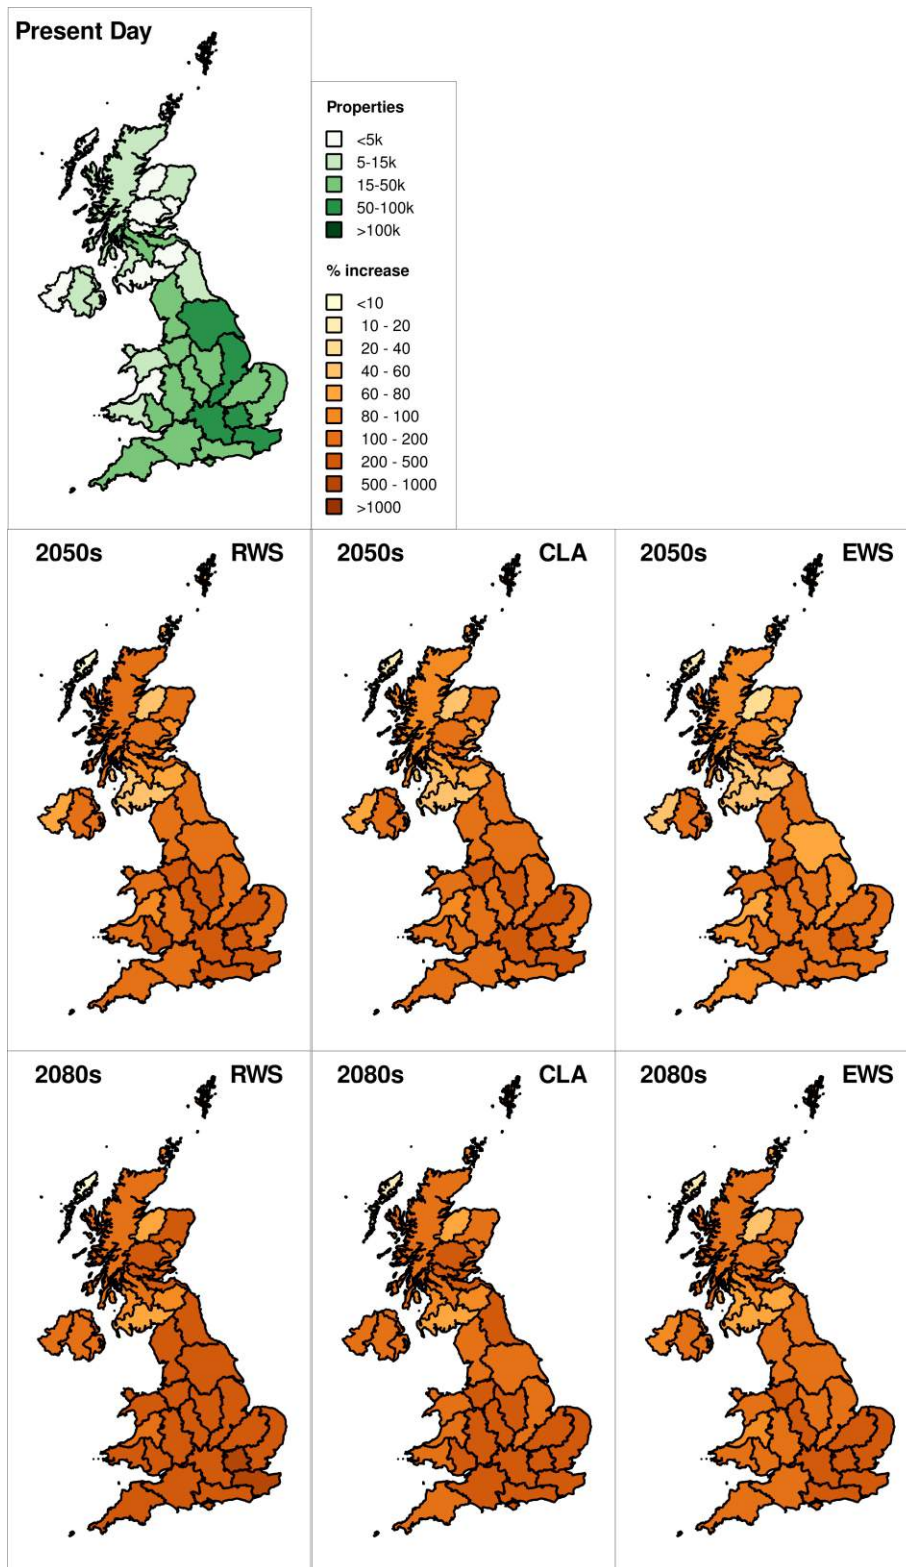 Present Day
Properties
<5k
5-15k
15-50k
50-100k
>100k
% increase
<10
10 - 20
20 - 40
40 - 60
60 - 80
80 - 100
100 - 200
200 - 500
500 - 1000
>1000
2050s RWS
2050s CLA
2050s EWS
2080s RWS
2080s CLA
2080s EWS